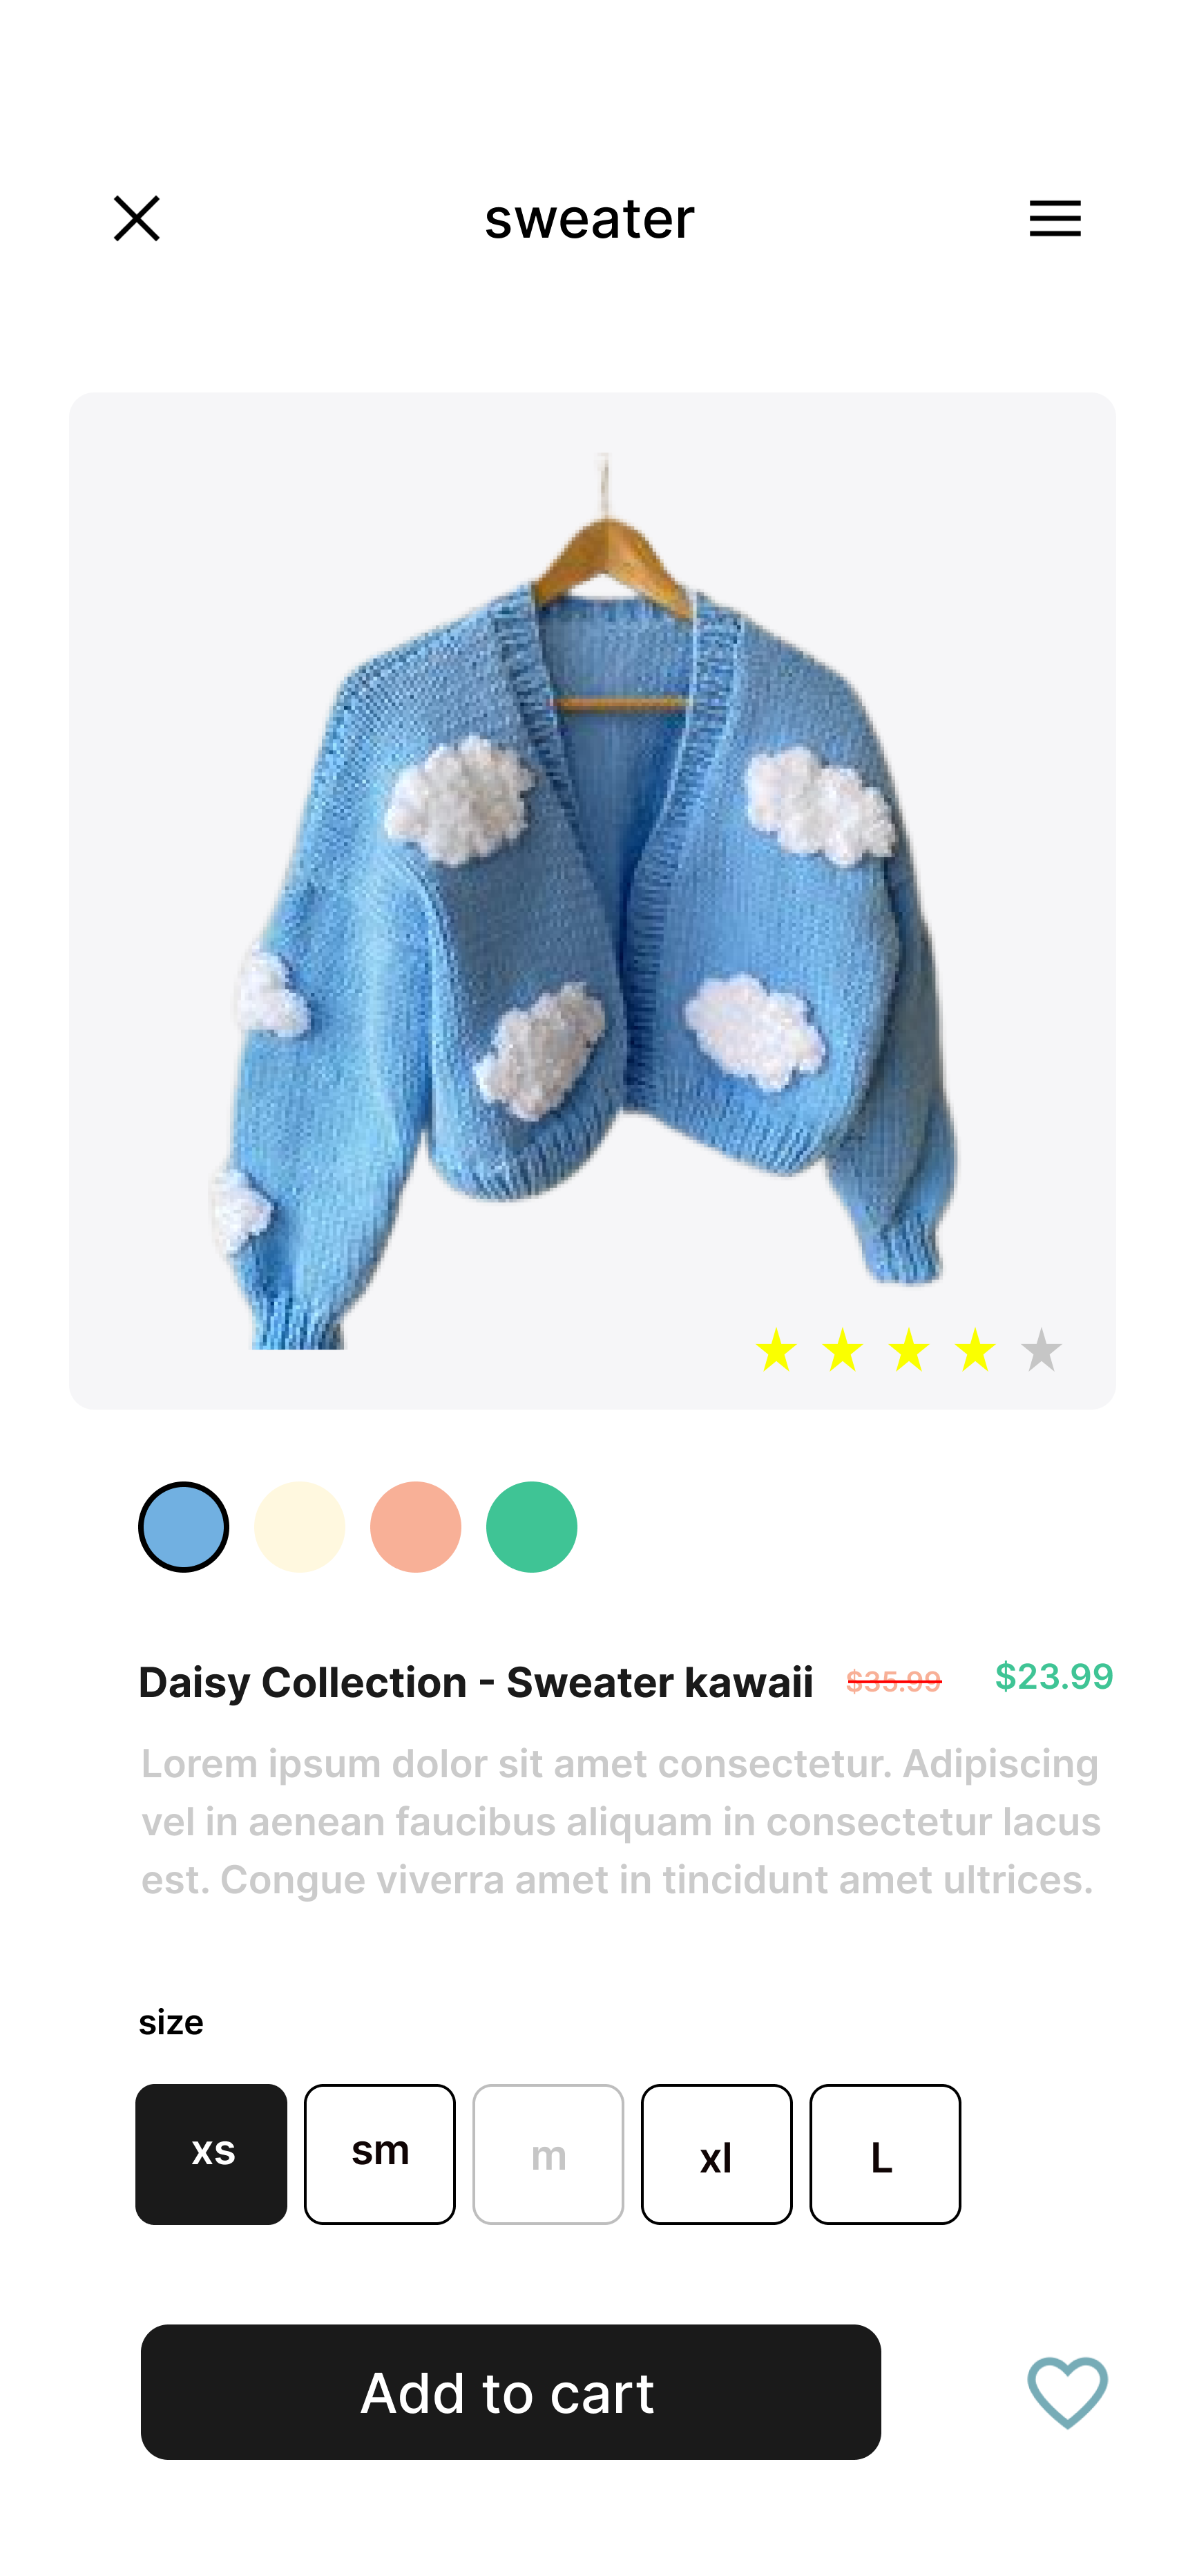 sweater
Daisy Collection - Sweater kawaii $35.99 $23.99
Lorem ipsum dolor sit amet consectetur. Adipiscing
vel in aenean faucibus aliquam in consectetur lacus
est. Congue viverra amet in tincidunt amet ultrices.
size
xs sm m xl L
Add to cart